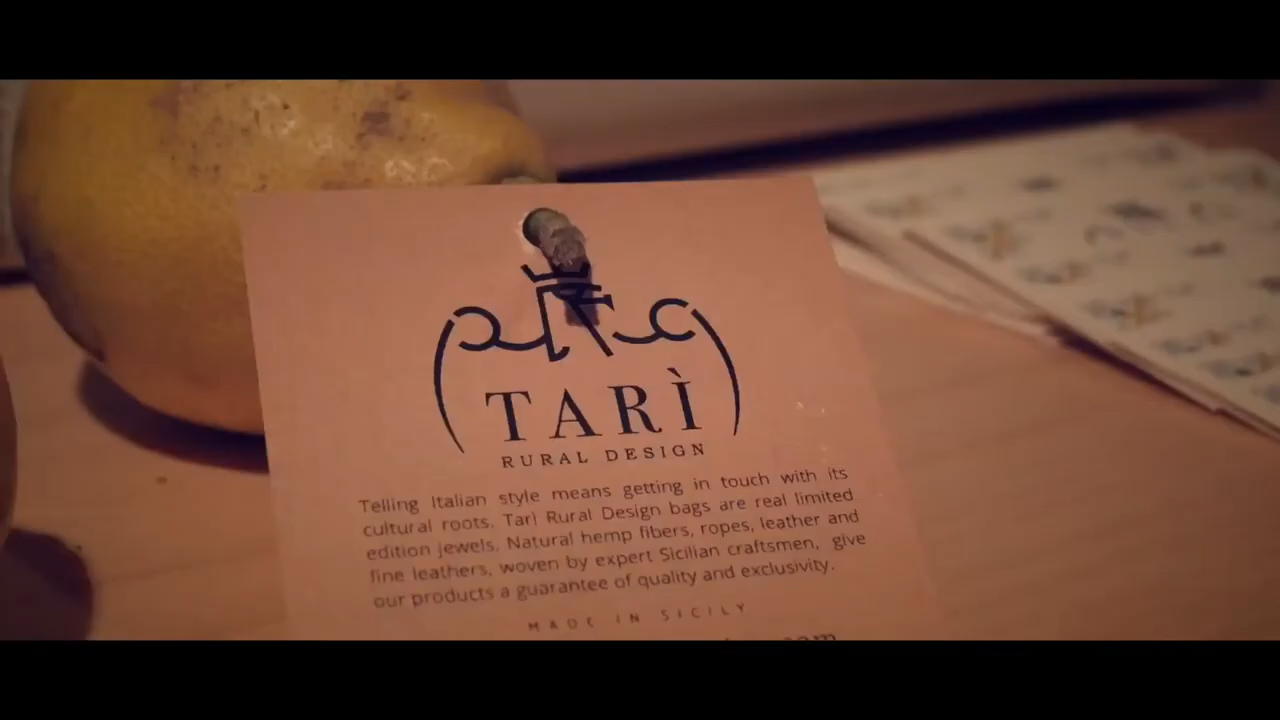 TARÌ
RURAL DESIGN
Telling Italian style means getting in touch with its
cultural roots. Tarì Rural Design bags are real limited
edition jewels. Natural hemp fibers, ropes, leather and
fine leathers, woven by expert Sicilian craftsmen, give
our products a guarantee of quality and exclusivity.
MADE IN SICILY